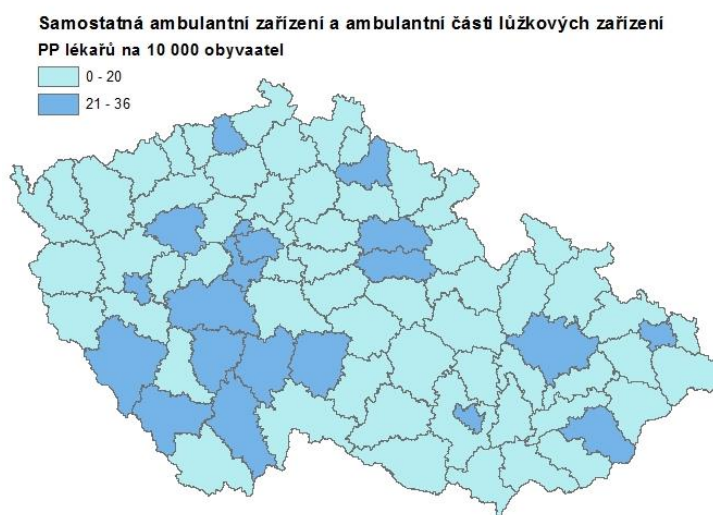 Samostatná ambulantní zařízení a ambulantní části lůžkových zařízení
PP lékařů na 10 000 obyvaatel
0 - 20
21 - 36